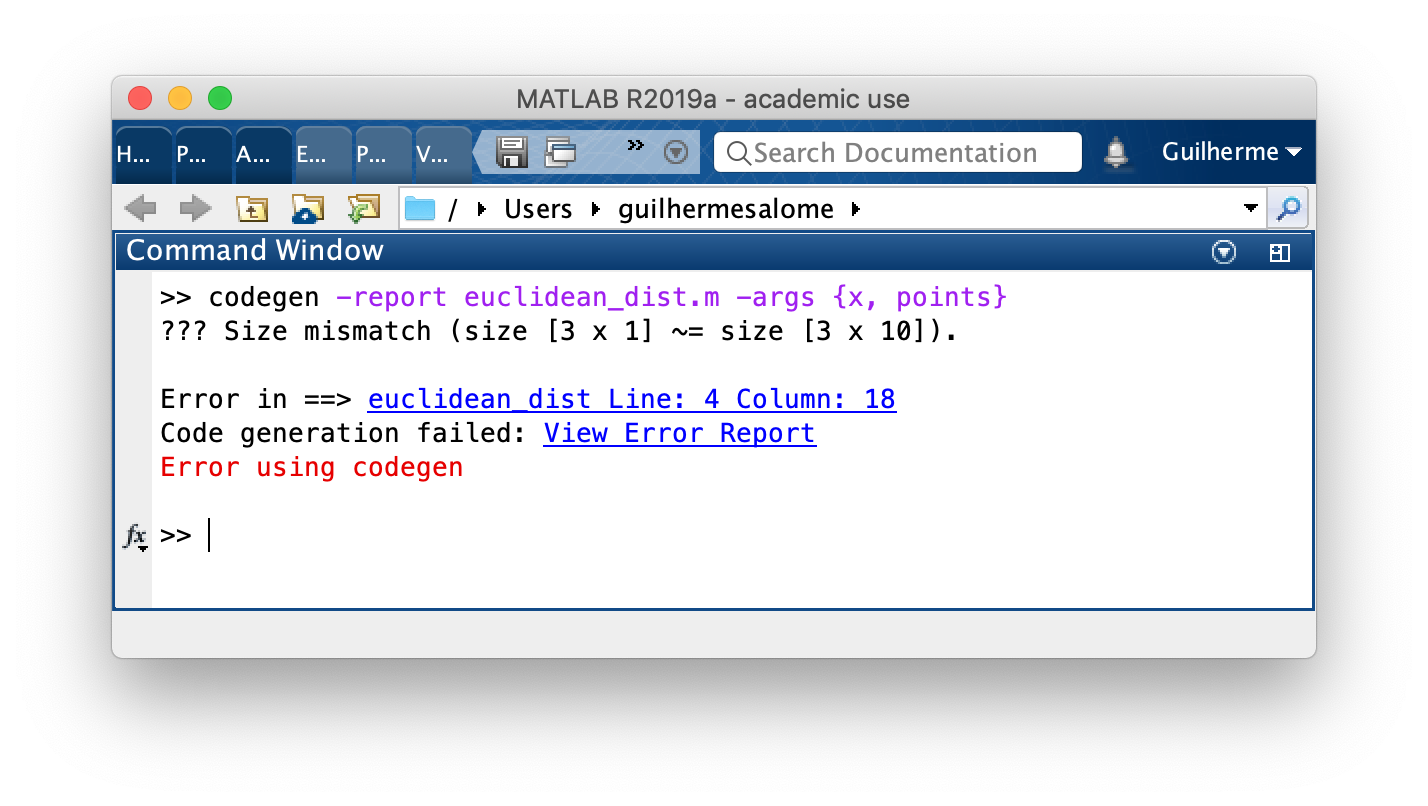 MATLAB R2019a - academic use
H... P... A... E... P... V... » Search Documentation Guilherme
/ Users guilhermesalome
Command Window
>> codegen -report euclidean_dist.m -args {x, points}
??? Size mismatch (size [3 x 1] ~= size [3 x 10]).
Error in ==> euclidean_dist Line: 4 Column: 18
Code generation failed: View Error Report
Error using codegen
fx >>